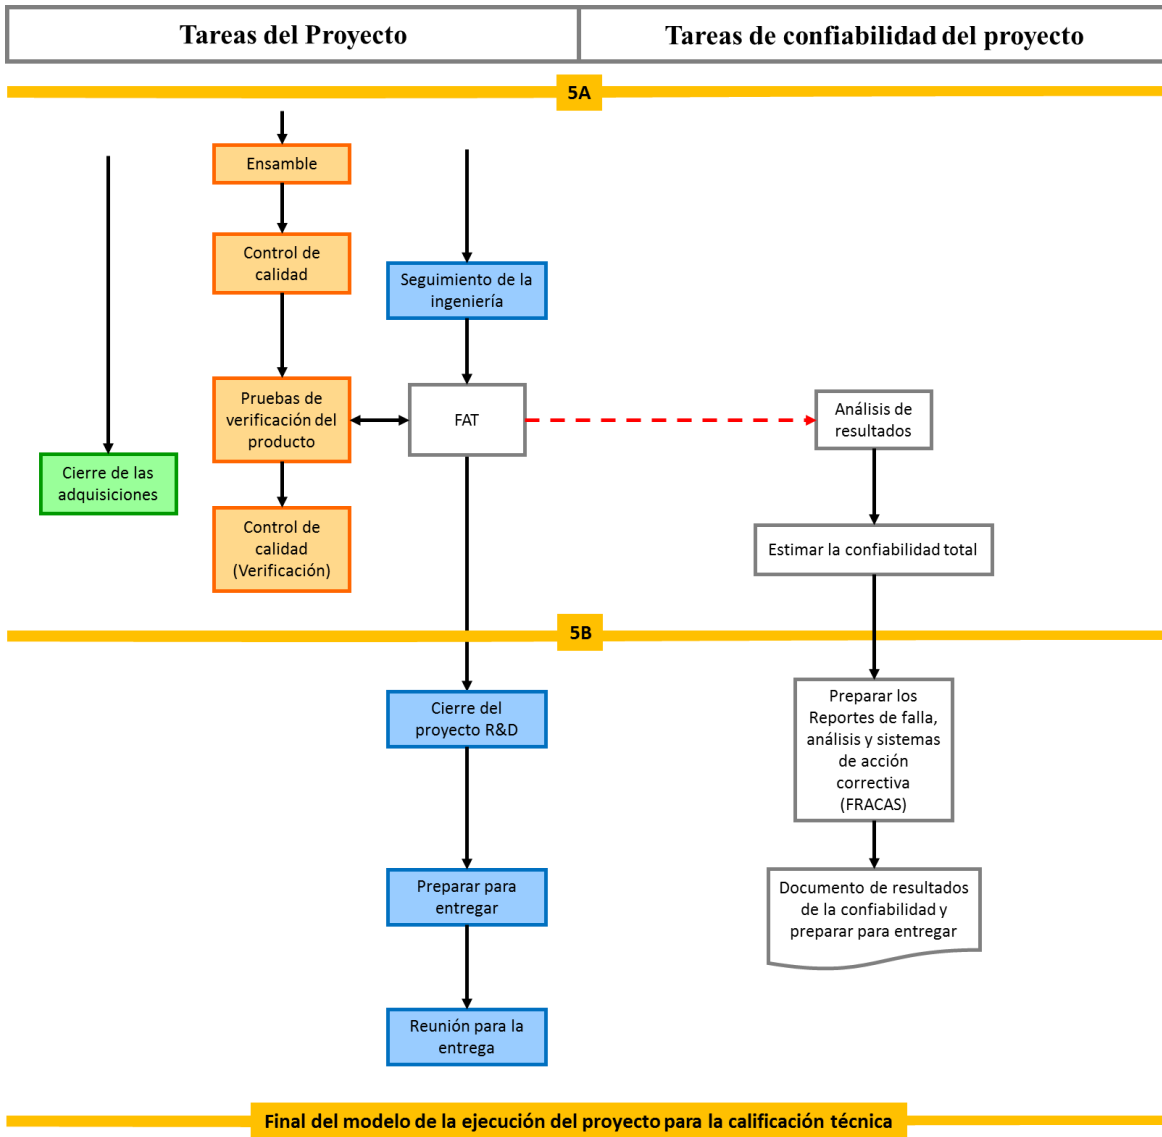 Tareas del Proyecto
Tareas de confiabilidad del proyecto
5A
Ensamble
Control de
calidad
Seguimiento de la
ingeniería
Pruebas de
verificación del
producto
FAT
Análisis de
resultados
Cierre de las
adquisiciones
Control de
calidad
(Verificación)
Estimar la confiabilidad total
5B
Cierre del
proyecto R&D
Preparar los
Reportes de falla,
análisis y sistemas
de acción
correctiva
(FRACAS)
Preparar para
entregar
Documento de resultados
de la confiabilidad y
preparar para entregar
Reunión para la
entrega
Final del modelo de la ejecución del proyecto para la calificación técnica